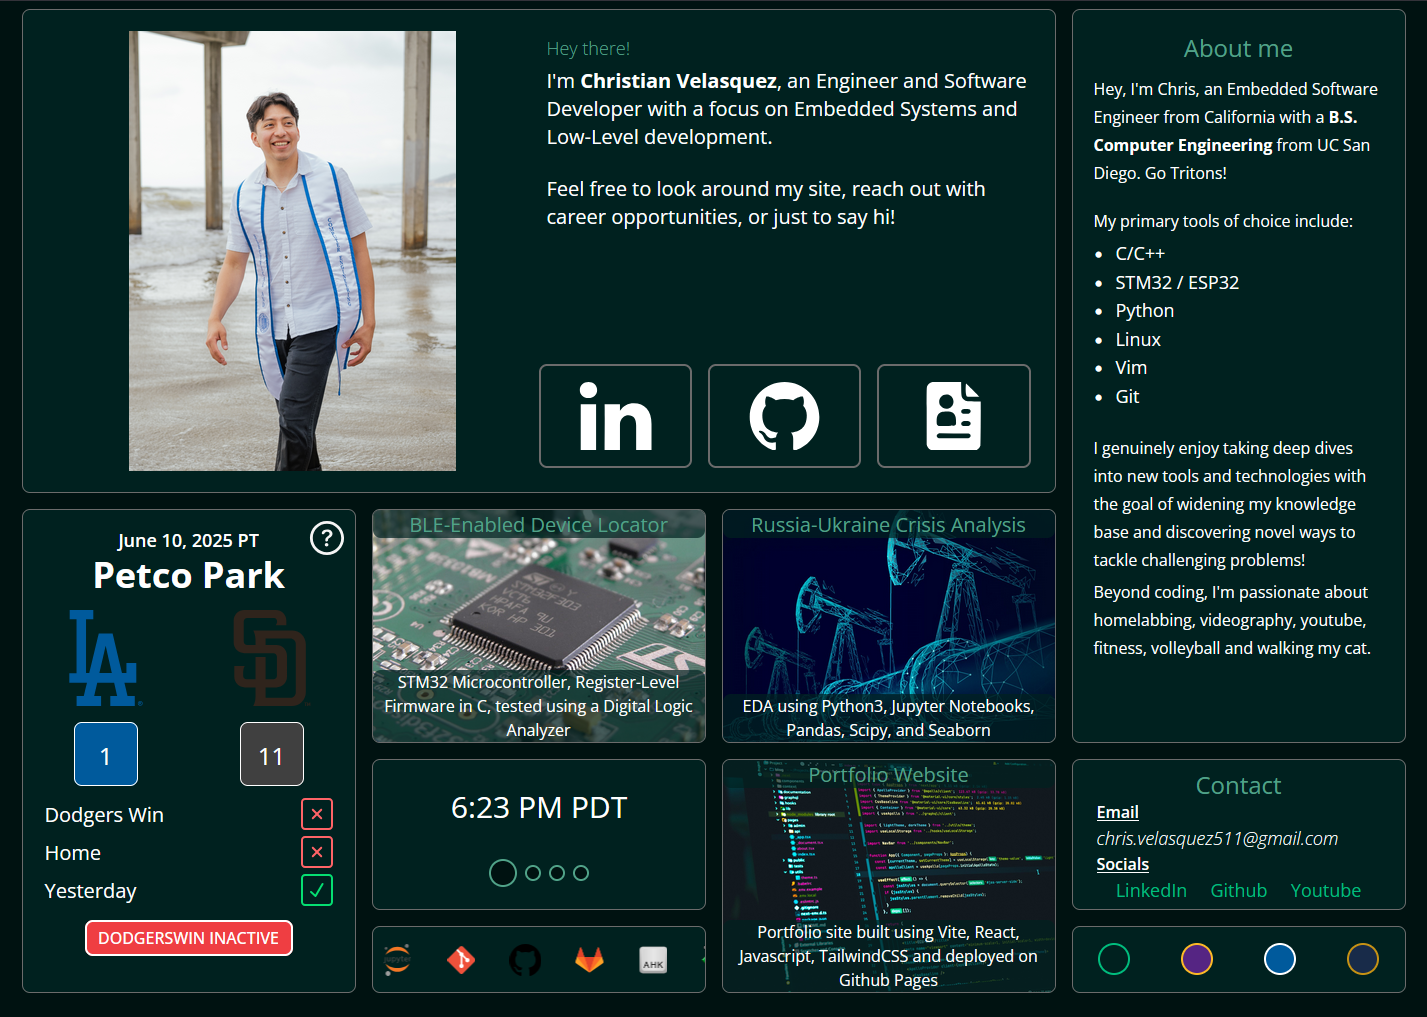 Hey there!
I'm Christian Velasquez, an Engineer and Software
Developer with a focus on Embedded Systems and
Low-Level development.
Feel free to look around my site, reach out with
career opportunities, or just to say hi!
in
About me
Hey, I'm Chris, an Embedded Software
Engineer from California with a B.S.
Computer Engineering from UC San
Diego. Go Tritons!
My primary tools of choice include:
C/C++
STM32 / ESP32
Python
Linux
Vim
Git
I genuinely enjoy taking deep dives
into new tools and technologies with
the goal of widening my knowledge
base and discovering novel ways to
tackle challenging problems!
Beyond coding, I'm passionate about
homelabbing, videography, youtube,
fitness, volleyball and walking my cat.
June 10, 2025 PT
?
Petco Park
LA
SD
1
11
Dodgers Win
Home
Yesterday
DODGERSWIN INACTIVE
BLE-Enabled Device Locator
STM32 Microcontroller, Register-Level
Firmware in C, tested using a Digital Logic
Analyzer
Russia-Ukraine Crisis Analysis
EDA using Python3, Jupyter Notebooks,
Pandas, Scipy, and Seaborn
6:23 PM PDT
jupyter
AHK
Portfolio Website
Portfolio site built using Vite, React,
Javascript, TailwindCSS and deployed on
Github Pages
Contact
Email
chris.velasquez511@gmail.com
Socials
LinkedIn Github Youtube